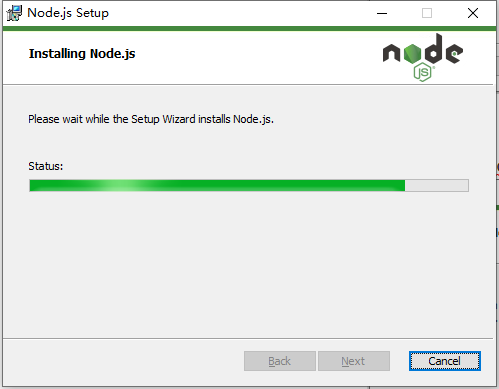 Node.js Setup
Installing Node.js
node
JS
Please wait while the Setup Wizard installs Node.js.
Status:
Back
Next
Cancel